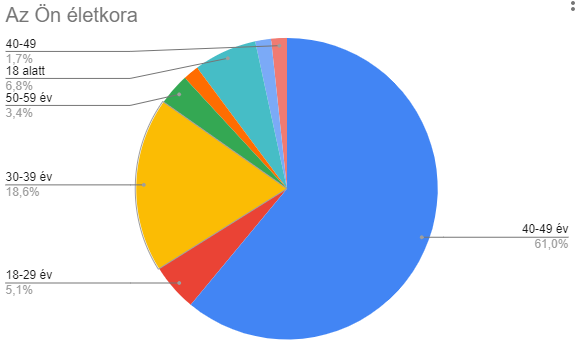 Az Ön életkora
40-49
1,7%
18 alatt
6,8%
50-59 év
3,4%
30-39 év
18,6%
40-49 év
61,0%
18-29 év
5,1%